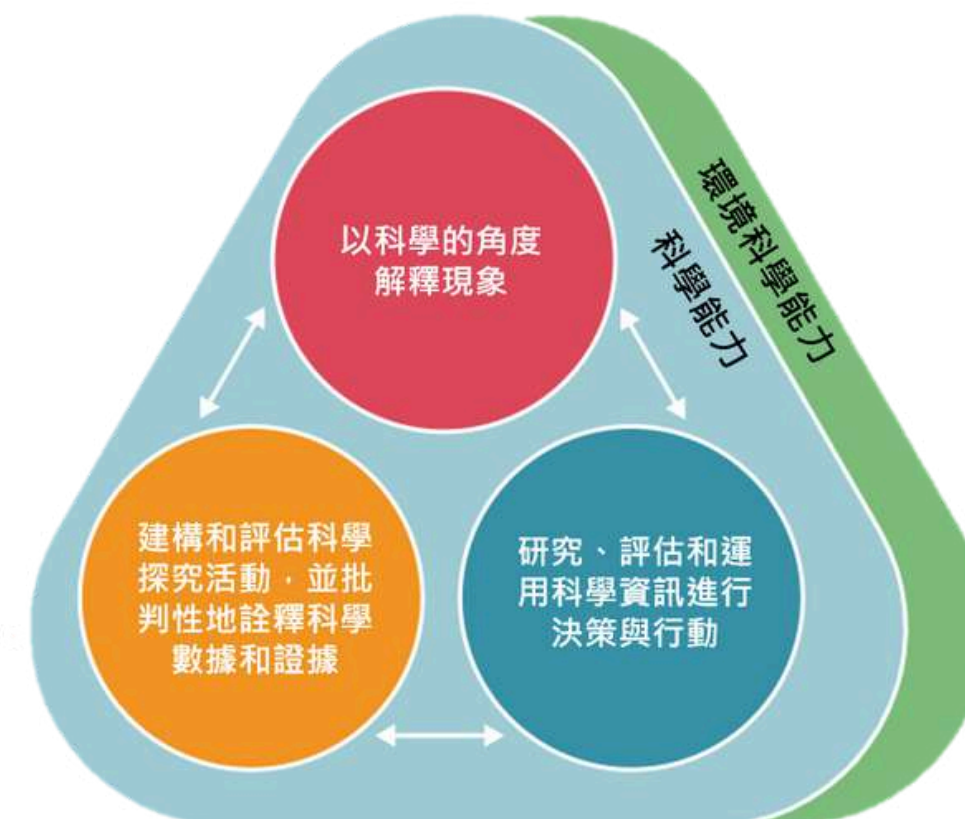 以科學的角度
解釋現象
環境科學能力
科學能力
建構和評估科學
探究活動，並批
判性地詮釋科學
數據和證據
研究、評估和運
用科學資訊進行
決策與行動